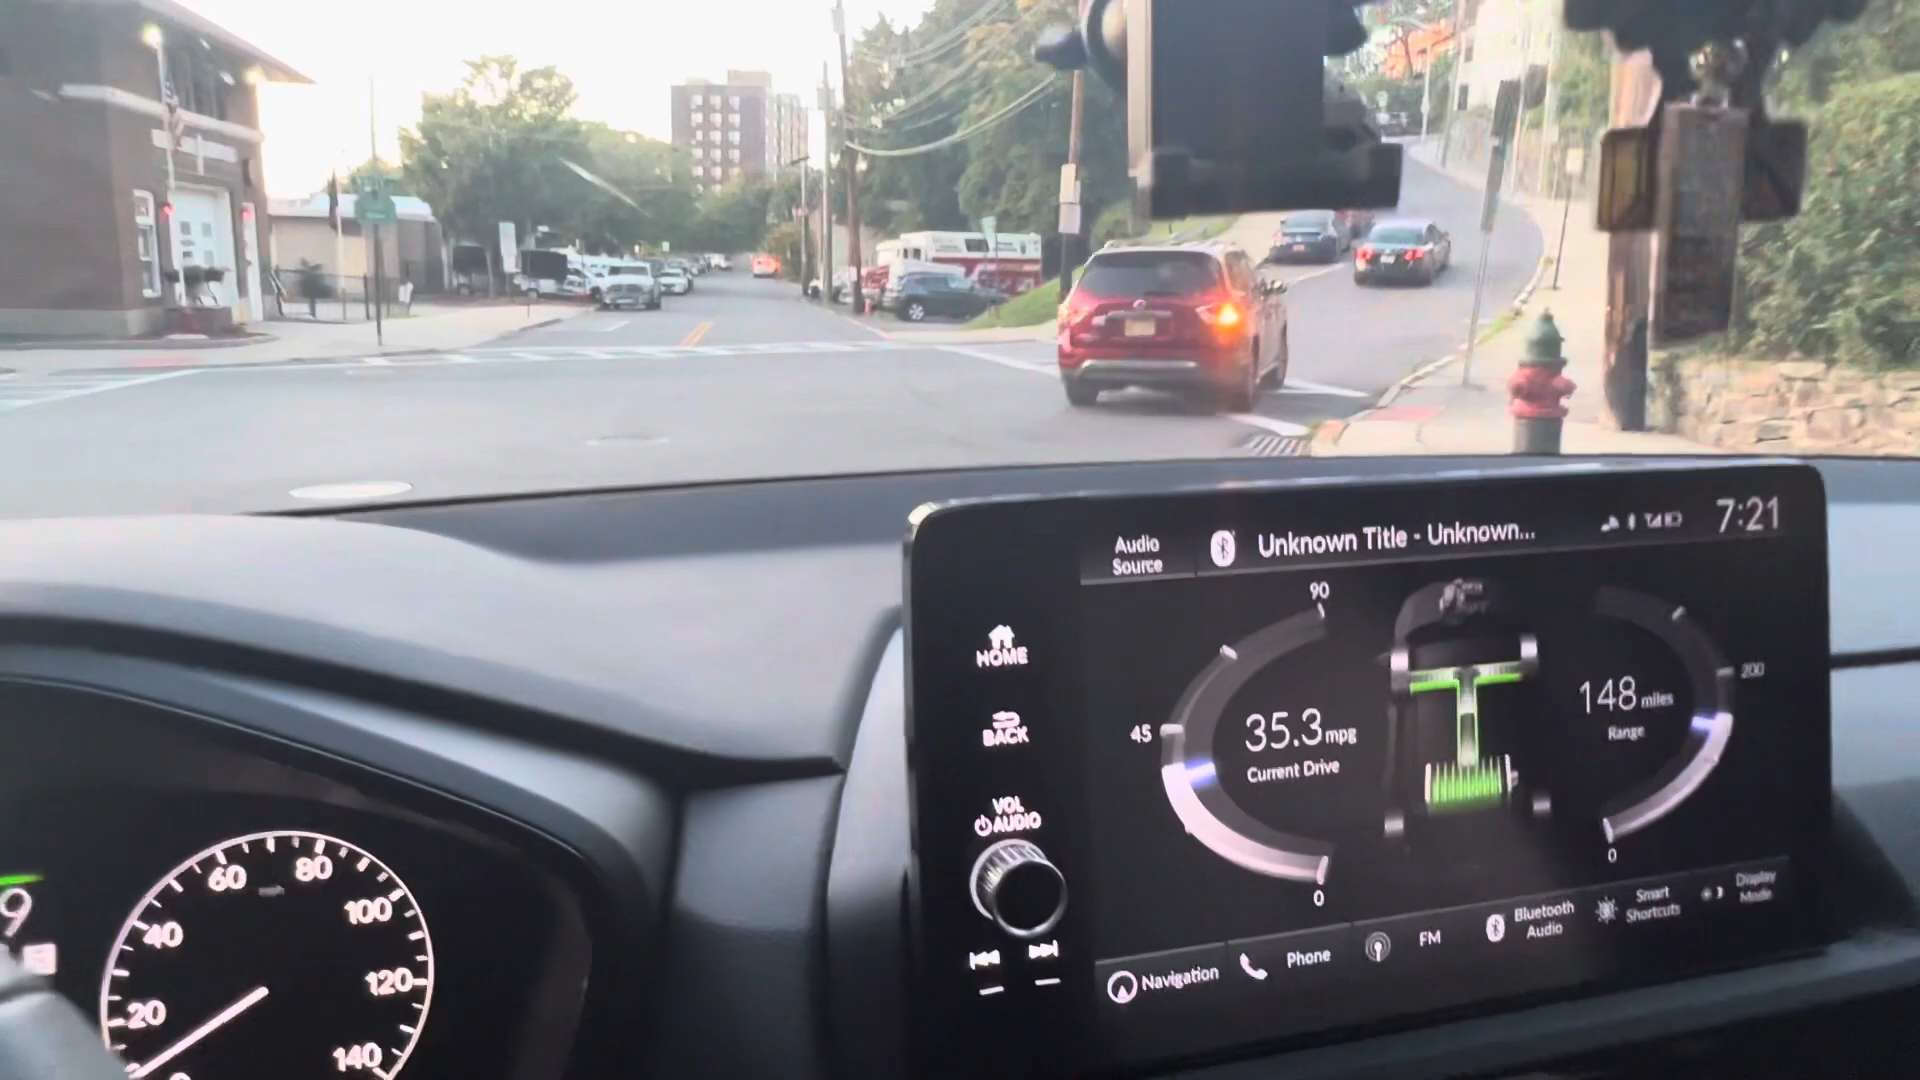 Audio
Source
Unknown Title - Unknown...
7:21
HOME
BACK
VOL
AUDIO
90
45
0
35.3 mpg
Current Drive
148 miles
Range
200
0
Navigation
Phone
FM
Bluetooth
Audio
Smart
Shortcuts
Display
Mode
9
20
40
60
80
100
120
140
mph